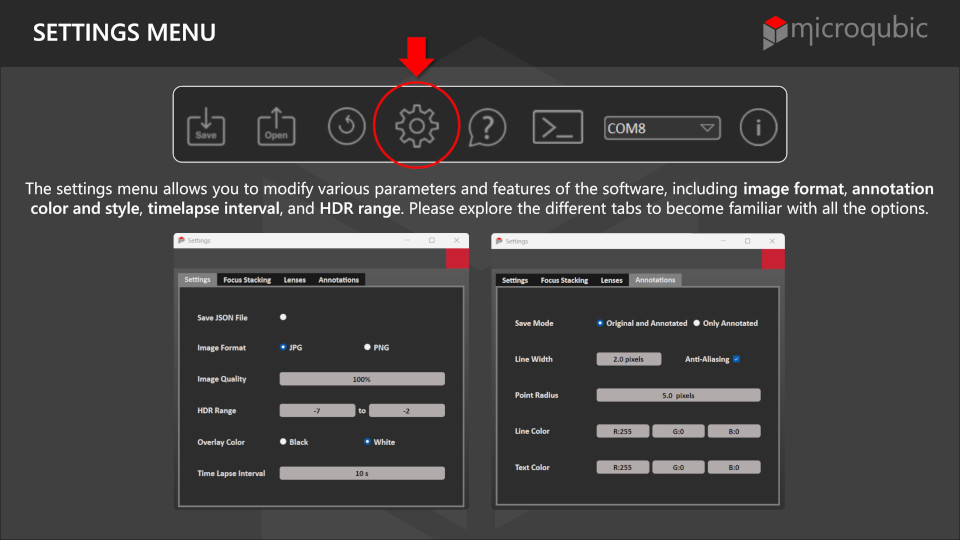 SETTINGS MENU
microqubic
Save
Open
?
>_
COM8
i
The settings menu allows you to modify various parameters and features of the software, including image format, annotation
color and style, timelapse interval, and HDR range. Please explore the different tabs to become familiar with all the options.
Settings
Settings Focus Stacking Lenses Annotations
Save JSON File
Image Format JPG PNG
Image Quality 100%
HDR Range -7 to -2
Overlay Color Black White
Time Lapse Interval 10 s
Settings
Settings Focus Stacking Lenses Annotations
Save Mode Original and Annotated Only Annotated
Line Width 2.0 pixels Anti-Aliasing
Point Radius 5.0 pixels
Line Color R:255 G:0 B:0
Text Color R:255 G:0 B:0